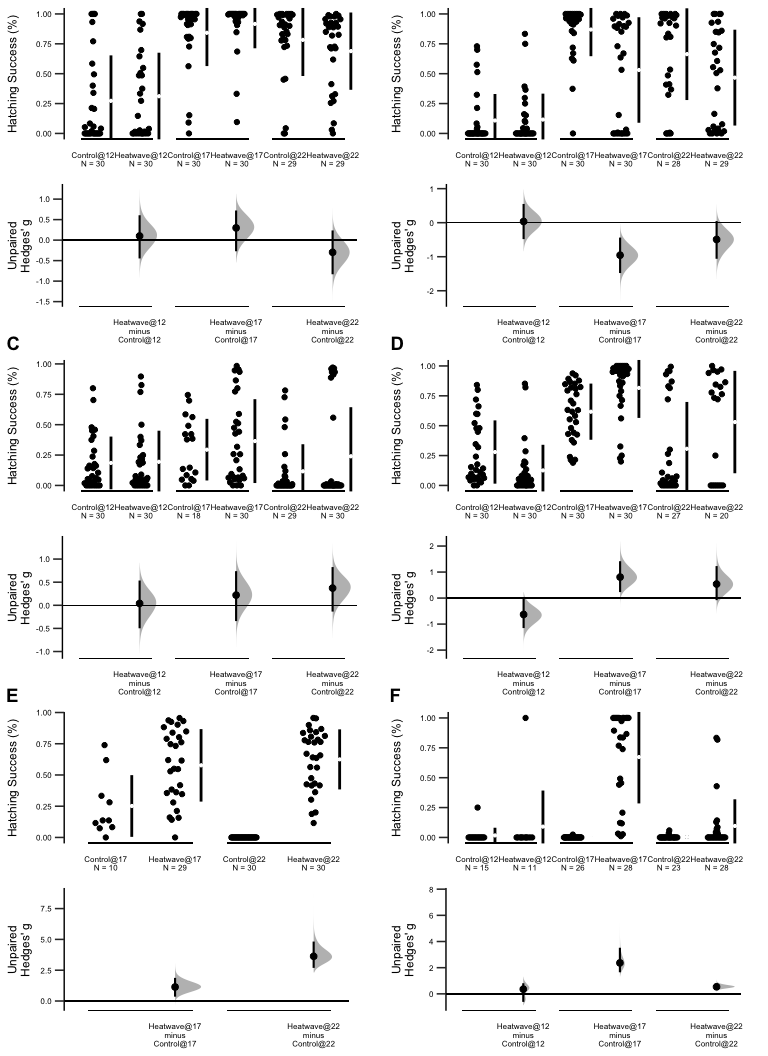 Hatching Success (%)
1.00
0.75
0.50
0.25
0.00
Control@12 Heatwave@12 Control@17 Heatwave@17 Control@22 Heatwave@22
N = 30 N = 30 N = 30 N = 30 N = 29 N = 29
Unpaired
Hedges' g
1.0
0.5
0.0
-0.5
-1.0
-1.5
Heatwave@12 Heatwave@17 Heatwave@22
minus minus minus
Control@12 Control@17 Control@22
Hatching Success (%)
1.00
0.75
0.50
0.25
0.00
Control@12 Heatwave@12 Control@17 Heatwave@17 Control@22 Heatwave@22
N = 30 N = 30 N = 30 N = 30 N = 28 N = 29
Unpaired
Hedges' g
1
0
-1
-2
Heatwave@12 Heatwave@17 Heatwave@22
minus minus minus
Control@12 Control@17 Control@22
C
Hatching Success (%)
1.00
0.75
0.50
0.25
0.00
Control@12 Heatwave@12 Control@17 Heatwave@17 Control@22 Heatwave@22
N = 30 N = 30 N = 18 N = 30 N = 29 N = 30
Unpaired
Hedges' g
1.0
0.5
0.0
-0.5
-1.0
Heatwave@12 Heatwave@17 Heatwave@22
minus minus minus
Control@12 Control@17 Control@22
D
Hatching Success (%)
1.00
0.75
0.50
0.25
0.00
Control@12 Heatwave@12 Control@17 Heatwave@17 Control@22 Heatwave@22
N = 30 N = 30 N = 30 N = 30 N = 27 N = 20
Unpaired
Hedges' g
2
1
0
-1
-2
Heatwave@12 Heatwave@17 Heatwave@22
minus minus minus
Control@12 Control@17 Control@22
E
Hatching Success (%)
1.00
0.75
0.50
0.25
0.00
Control@17 Heatwave@17 Control@22 Heatwave@22
N = 10 N = 29 N = 30 N = 30
Unpaired
Hedges' g
7.5
5.0
2.5
0.0
Heatwave@17 Heatwave@22
minus minus
Control@17 Control@22
F
Hatching Success (%)
1.00
0.75
0.50
0.25
0.00
Control@12 Heatwave@12 Control@17 Heatwave@17 Control@22 Heatwave@22
N = 15 N = 11 N = 26 N = 28 N = 23 N = 28
Unpaired
Hedges' g
8
6
4
2
0
Heatwave@12 Heatwave@17 Heatwave@22
minus minus minus
Control@12 Control@17 Control@22